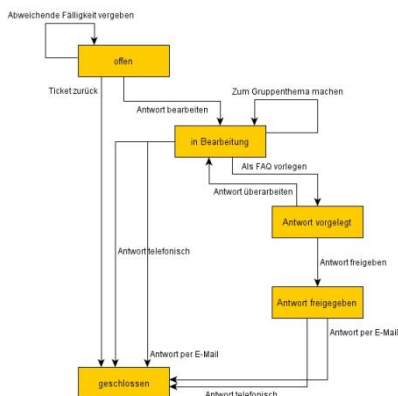 Abweichende Fälligkeit vergeben
offen
Ticket zurück
Zum Gruppenthema machen
Antwort bearbeiten
in Bearbeitung
Als FAQ vorlegen
Antwort überarbeiten
Antwort vorgelegt
Antwort telefonisch
Antwort freigeben
Antwort freigegeben
Antwort per E-Mail
Antwort per E-Mail
geschlossen
Antwort telefonisch